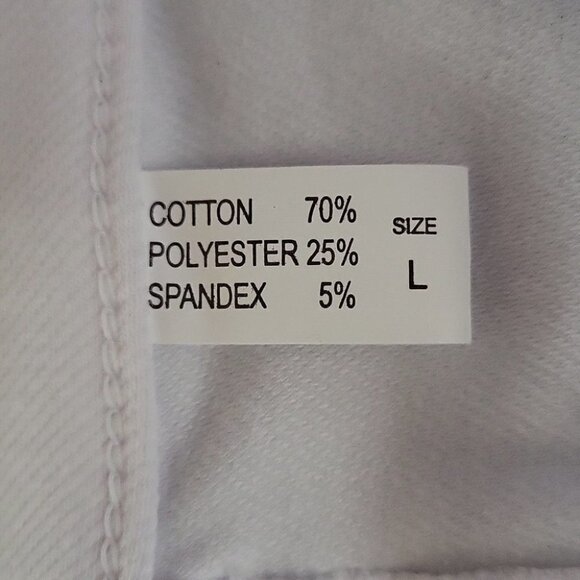 COTTON 70%
POLYESTER 25%
SPANDEX 5%
SIZE
L